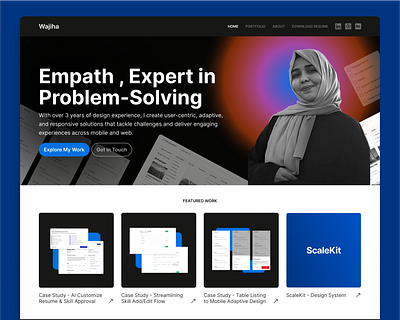 Wajiha
HOME PORTFOLIO ABOUT DOWNLOAD RESUME
Empath , Expert in
Problem-Solving
With over 3 years of design experience, I create user-centric, adaptive,
and responsive solutions that tackle challenges and deliver engaging
experiences across mobile and web.
Explore My Work
Get In Touch
FEATURED WORK
ScaleKit
Case Study - AI Customize
Resume & Skill Approval
Case Study - Streamlining
Skill Add/Edit Flow
Case Study - Table Listing
to Mobile Adaptive Design
ScaleKit - Design System